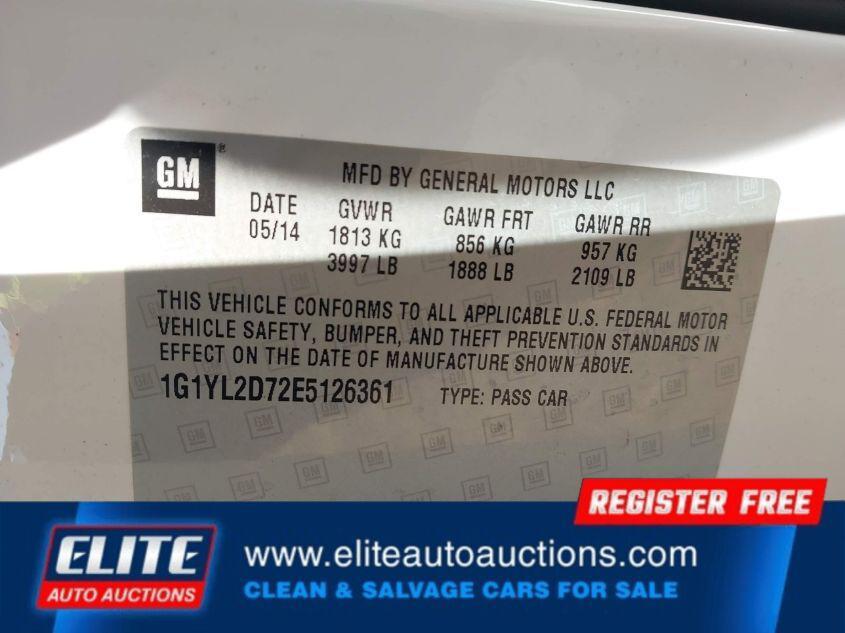 GM
MFD BY GENERAL MOTORS LLC
DATE GVWR GAWR FRT GAWR RR
05/14 1813 KG 856 KG 957 KG
3997 LB 1888 LB 2109 LB
THIS VEHICLE CONFORMS TO ALL APPLICABLE U.S. FEDERAL MOTOR
VEHICLE SAFETY, BUMPER, AND THEFT PREVENTION STANDARDS IN
EFFECT ON THE DATE OF MANUFACTURE SHOWN ABOVE.
1G1YL2D72E5126361 TYPE: PASS CAR
REGISTER FREE
ELITE
AUTO AUCTIONS
www.eliteautoauctions.com
CLEAN & SALVAGE CARS FOR SALE